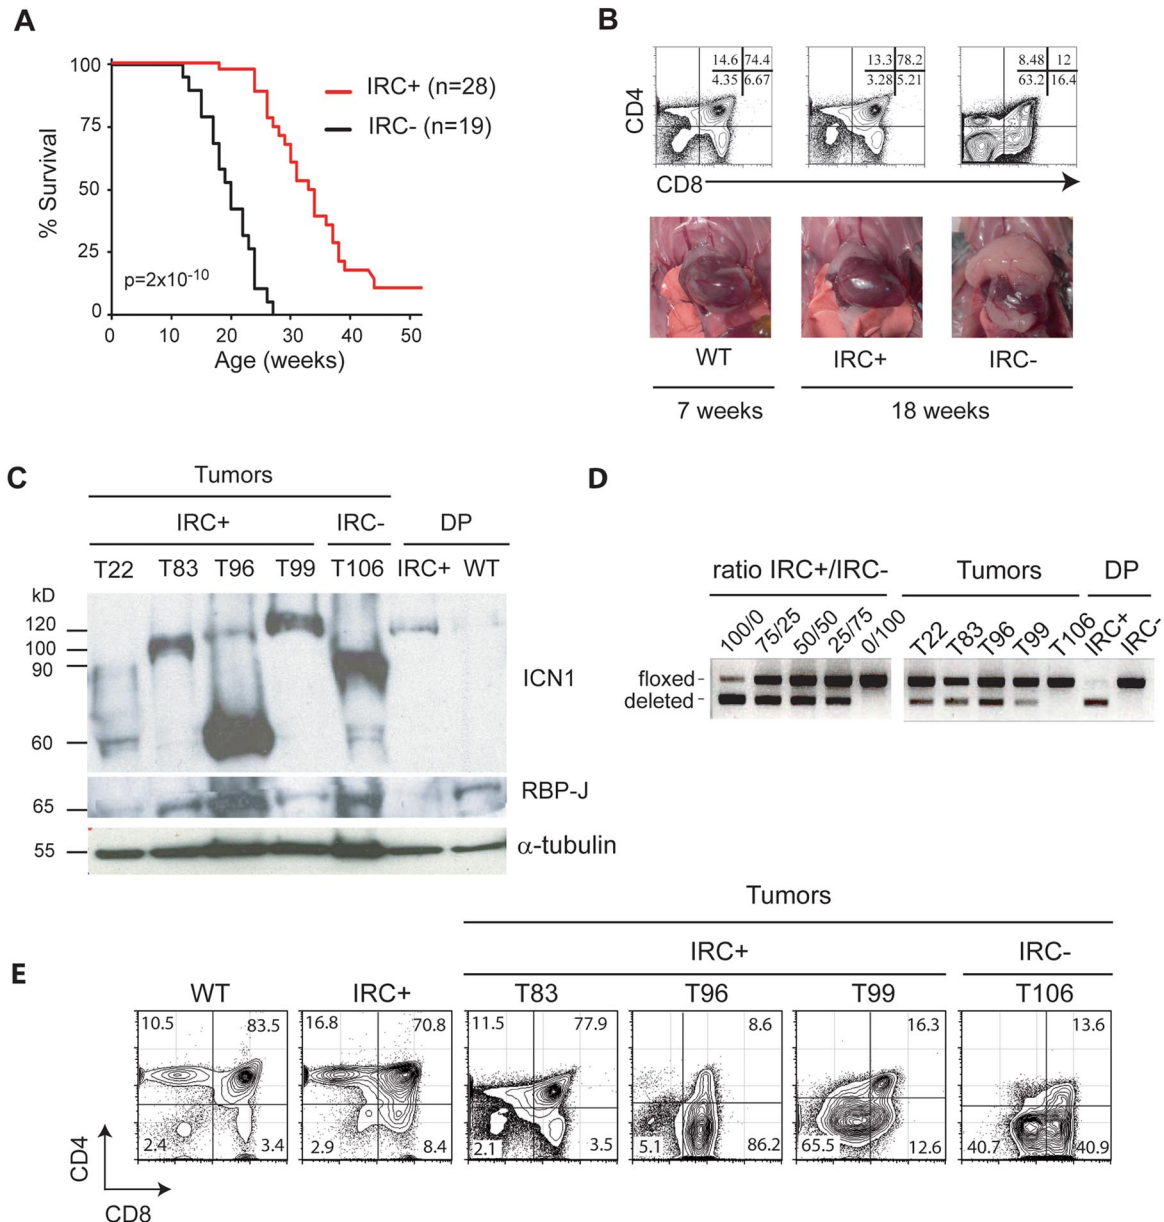 A
100
75
50
25
0
% Survival
IRC+ (n=28)
IRC- (n=19)
p=2x10-10
0 10 20 30 40 50
Age (weeks)
B
14.6 74.4
4.35 6.67
13.3 78.2
3.28 5.21
8.48 12
63.2 16.4
CD4
CD8
WT IRC+ IRC-
7 weeks 18 weeks
C
Tumors
IRC+ IRC- DP
T22 T83 T96 T99 T106 IRC+ WT
kD
120
100
90
60
ICN1
65
RBP-J
55
α-tubulin
D
ratio IRC+/IRC- Tumors DP
100/0 75/25 50/50 25/75 0/100 T22 T83 T96 T99 T106 IRC+ IRC-
floxed-
deleted-
E
Tumors
IRC+ IRC-
WT IRC+ T83 T96 T99 T106
10.5 83.5 16.8 70.8 11.5 77.9 8.6 16.3 13.6
2.4 3.4 2.9 8.4 2.1 3.5 5.1 86.2 65.5 12.6 40.7 40.9
CD4
CD8